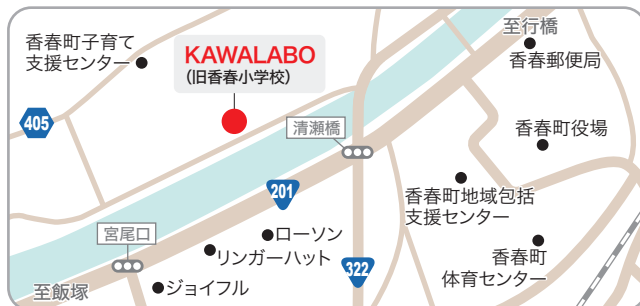 香春町子育て
支援センター
KAWALABO
(旧香春小学校)
至行橋
香春郵便局
405
清瀬橋
香春町役場
201
香春町地域包括
支援センター
宮尾口
ローソン
リンガーハット
322
香春町
体育センター
至飯塚
ジョイフル